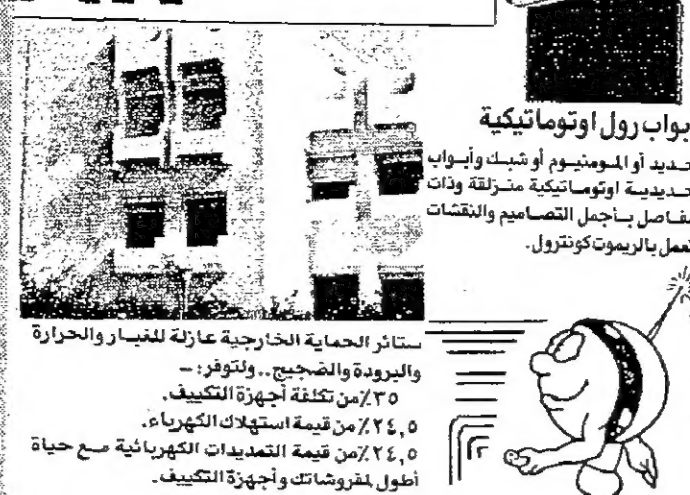 بواب رول اوتوماتيكية
حديد أو المومنيوم أو شبك وأبواب
حديدية اوتوماتيكية منزلقة وذات
مفاصل بأجمل التصاميم والنقشات
تعمل بالريموت كونترول.
ستائر الحماية الخارجية عازلة للغبار والحرارة
والبرودة والضجيج.. ولتوفر: -
٣٥٪ من تكلفة أجهزة التكييف.
٢٤,٥٪ من قيمة استهلاك الكهرباء.
٢٤,٥٪ من قيمة التمديدات الكهربائية مع حياة
أطول لمفروشاتك وأجهزة التكييف.